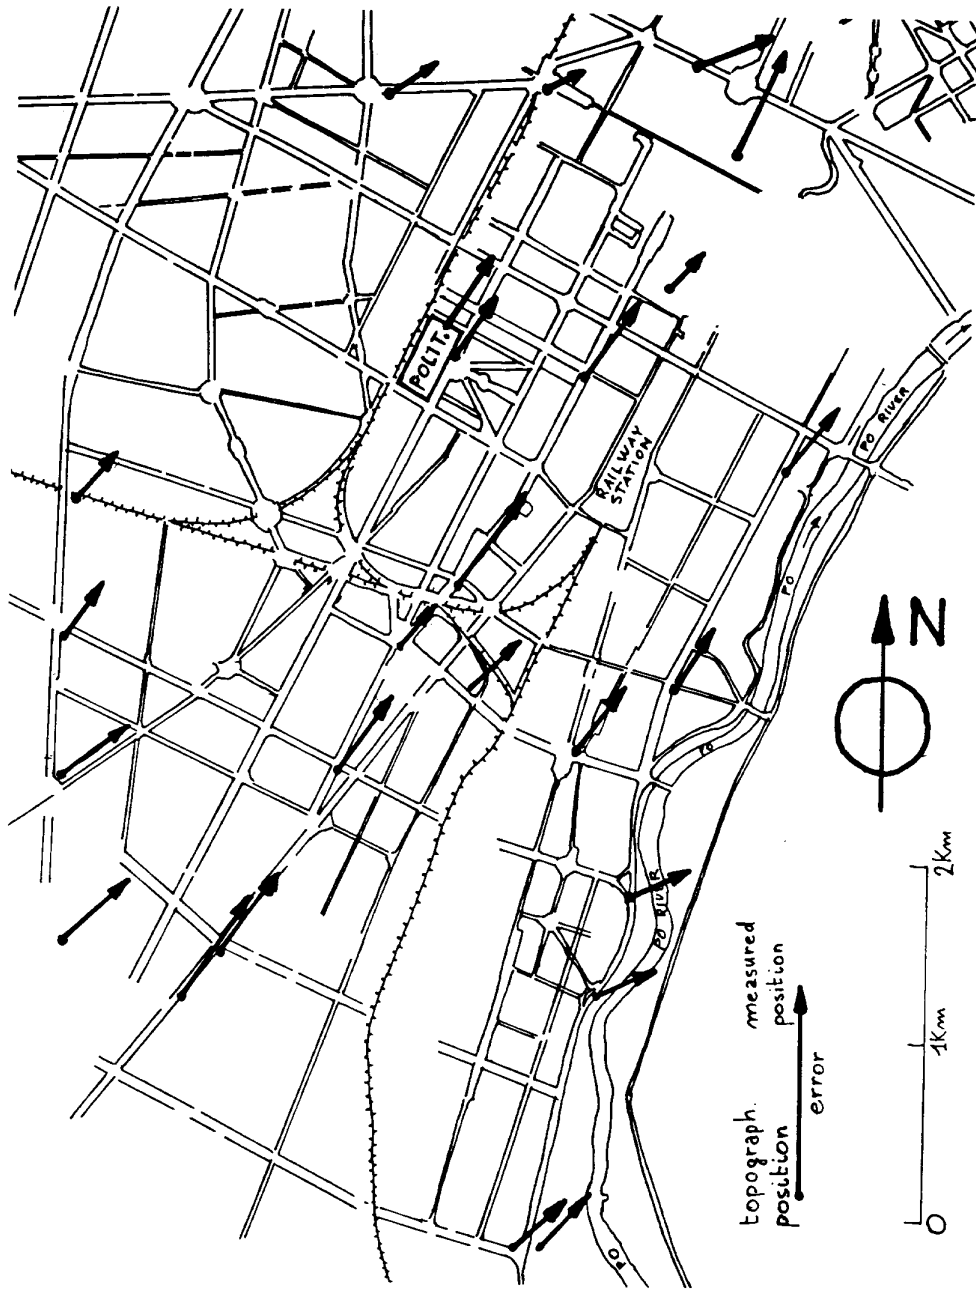 POLIT.
RAILWAY
STATION
PO RIVER
PO
PO
PO RIVER
PO
N
topograph. measured
position position
error
0 1Km 2Km